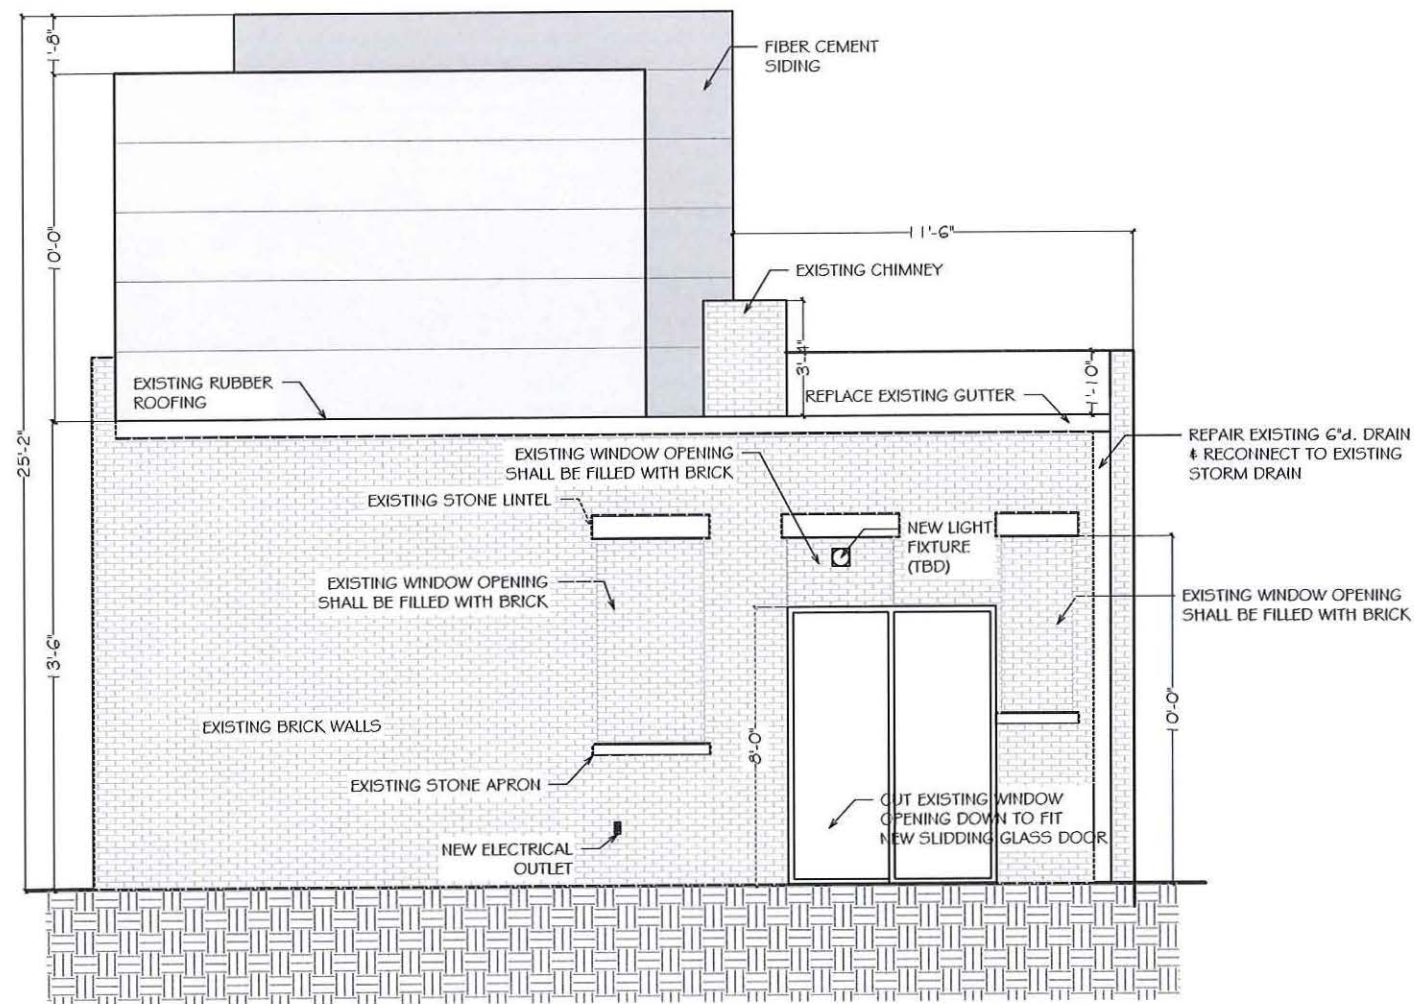 1'-8"
FIBER CEMENT
SIDING
10'-0"
11'-6"
EXISTING CHIMNEY
3'-4"
1'-10"
EXISTING RUBBER
ROOFING
REPLACE EXISTING GUTTER
25'-2"
REPAIR EXISTING 6"d. DRAIN
& RECONNECT TO EXISTING
STORM DRAIN
EXISTING WINDOW OPENING
SHALL BE FILLED WITH BRICK
EXISTING STONE LINTEL
NEW LIGHT
FIXTURE
(TBD)
EXISTING WINDOW OPENING
SHALL BE FILLED WITH BRICK
EXISTING WINDOW OPENING
SHALL BE FILLED WITH BRICK
13'-6"
10'-0"
8'-0"
EXISTING BRICK WALLS
EXISTING STONE APRON
CUT EXISTING WINDOW
OPENING DOWN TO FIT
NEW SLIDDING GLASS DOOR
NEW ELECTRICAL
OUTLET